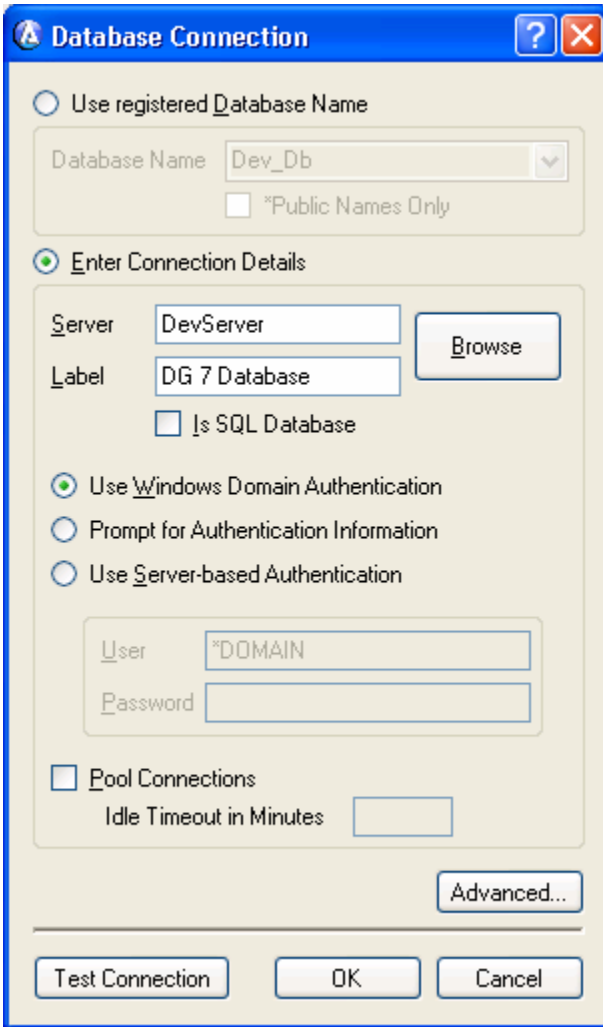 Database Connection
Use registered Database Name
Database Name Dev_Db
*Public Names Only
Enter Connection Details
Server DevServer
Browse
Label DG 7 Database
Is SQL Database
Use Windows Domain Authentication
Prompt for Authentication Information
Use Server-based Authentication
User *DOMAIN
Password
Pool Connections
Idle Timeout in Minutes
Advanced...
Test Connection OK Cancel